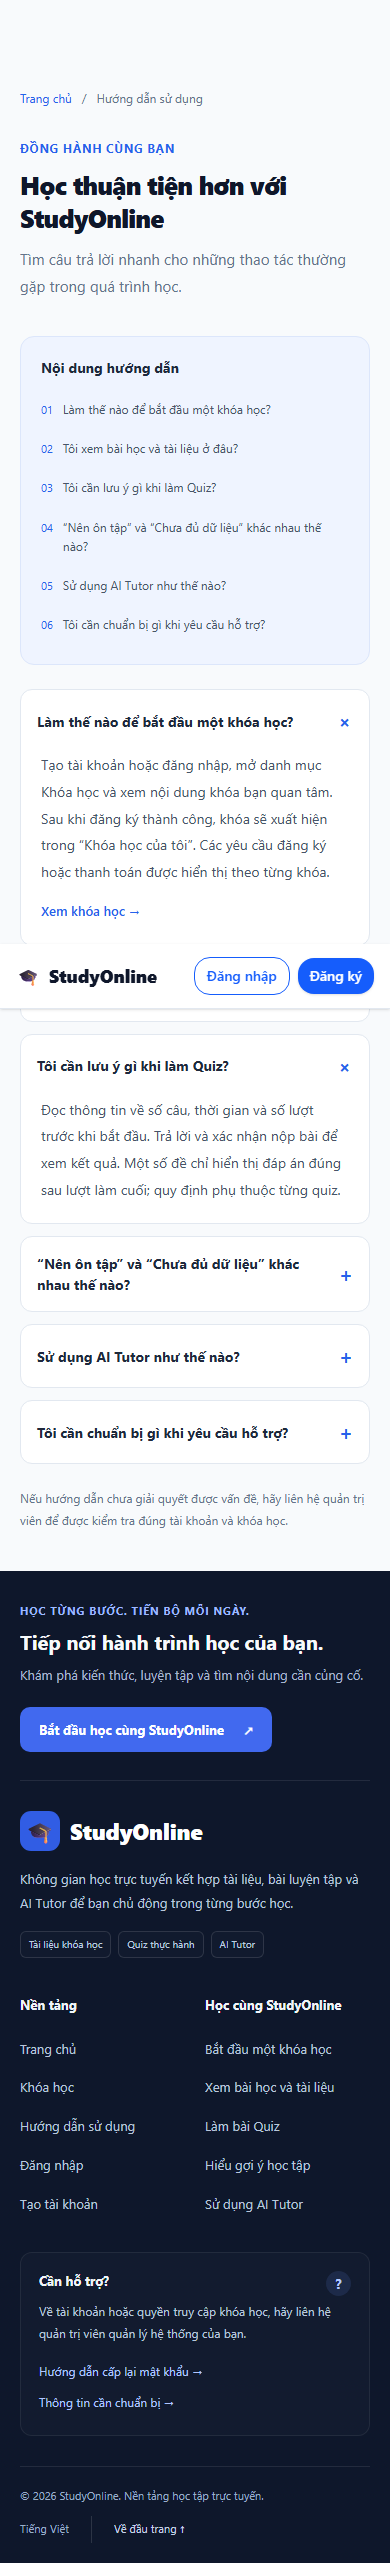 Trang chủ / Hướng dẫn sử dụng
ĐỒNG HÀNH CÙNG BẠN
Học thuận tiện hơn với
StudyOnline
Tìm câu trả lời nhanh cho những thao tác thường
gặp trong quá trình học.
Nội dung hướng dẫn
01 Làm thế nào để bắt đầu một khóa học?
02 Tôi xem bài học và tài liệu ở đâu?
03 Tôi cần lưu ý gì khi làm Quiz?
04 “Nên ôn tập” và “Chưa đủ dữ liệu” khác nhau thế
nào?
05 Sử dụng AI Tutor như thế nào?
06 Tôi cần chuẩn bị gì khi yêu cầu hỗ trợ?
Làm thế nào để bắt đầu một khóa học? ×
Tạo tài khoản hoặc đăng nhập, mở danh mục
Khóa học và xem nội dung khóa bạn quan tâm.
Sau khi đăng ký thành công, khóa sẽ xuất hiện
trong “Khóa học của tôi”. Các yêu cầu đăng ký
hoặc thanh toán được hiển thị theo từng khóa.
Xem khóa học →
StudyOnline Đăng nhập Đăng ký
Tôi cần lưu ý gì khi làm Quiz? ×
Đọc thông tin về số câu, thời gian và số lượt
trước khi bắt đầu. Trả lời và xác nhận nộp bài để
xem kết quả. Một số đề chỉ hiển thị đáp án đúng
sau lượt làm cuối; quy định phụ thuộc từng quiz.
“Nên ôn tập” và “Chưa đủ dữ liệu” khác
nhau thế nào? +
Sử dụng AI Tutor như thế nào? +
Tôi cần chuẩn bị gì khi yêu cầu hỗ trợ? +
Nếu hướng dẫn chưa giải quyết được vấn đề, hãy liên hệ quản trị
viên để được kiểm tra đúng tài khoản và khóa học.
HỌC TỪNG BƯỚC. TIẾN BỘ MỖI NGÀY.
Tiếp nối hành trình học của bạn.
Khám phá kiến thức, luyện tập và tìm nội dung cần củng cố.
Bắt đầu học cùng StudyOnline ↗
StudyOnline
Không gian học trực tuyến kết hợp tài liệu, bài luyện tập và
AI Tutor để bạn chủ động trong từng bước học.
Tài liệu khóa học Quiz thực hành AI Tutor
Nền tảng
Trang chủ
Khóa học
Hướng dẫn sử dụng
Đăng nhập
Tạo tài khoản
Học cùng StudyOnline
Bắt đầu một khóa học
Xem bài học và tài liệu
Làm bài Quiz
Hiểu gợi ý học tập
Sử dụng AI Tutor
Cần hỗ trợ? ?
Về tài khoản hoặc quyền truy cập khóa học, hãy liên hệ
quản trị viên quản lý hệ thống của bạn.
Hướng dẫn cấp lại mật khẩu →
Thông tin cần chuẩn bị →
© 2026 StudyOnline. Nền tảng học tập trực tuyến.
Tiếng Việt Về đầu trang ↑